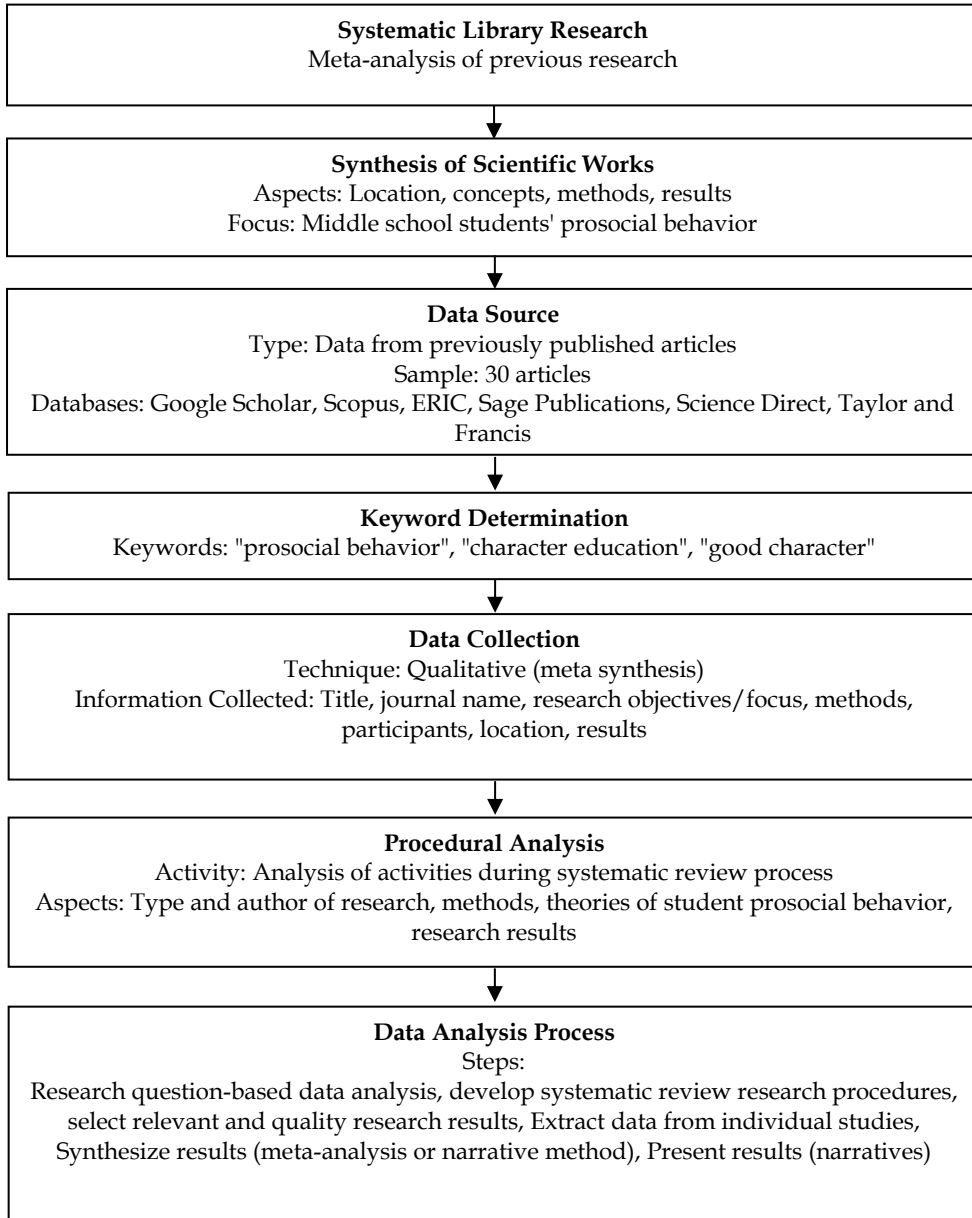 Systematic Library Research
Meta-analysis of previous research
Synthesis of Scientific Works
Aspects: Location, concepts, methods, results
Focus: Middle school students' prosocial behavior
Data Source
Type: Data from previously published articles
Sample: 30 articles
Databases: Google Scholar, Scopus, ERIC, Sage Publications, Science Direct, Taylor and
Francis
Keyword Determination
Keywords: "prosocial behavior", "character education", "good character"
Data Collection
Technique: Qualitative (meta synthesis)
Information Collected: Title, journal name, research objectives/focus, methods,
participants, location, results
Procedural Analysis
Activity: Analysis of activities during systematic review process
Aspects: Type and author of research, methods, theories of student prosocial behavior,
research results
Data Analysis Process
Steps:
Research question-based data analysis, develop systematic review research procedures,
select relevant and quality research results, Extract data from individual studies,
Synthesize results (meta-analysis or narrative method), Present results (narratives)